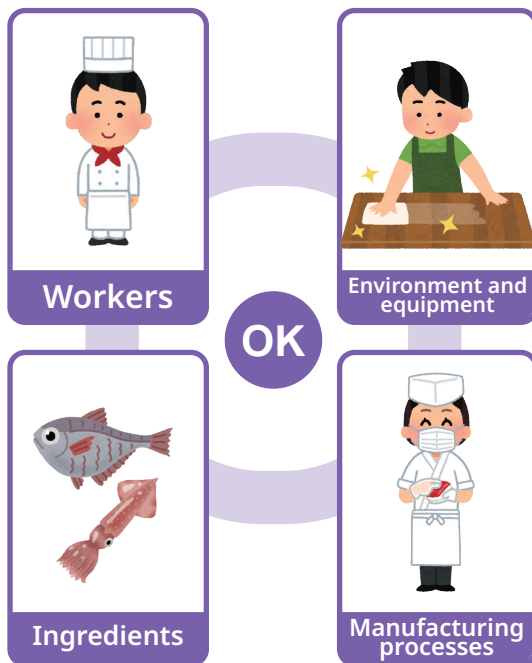 Workers
Environment and
equipment
OK
Ingredients
Manufacturing
processes